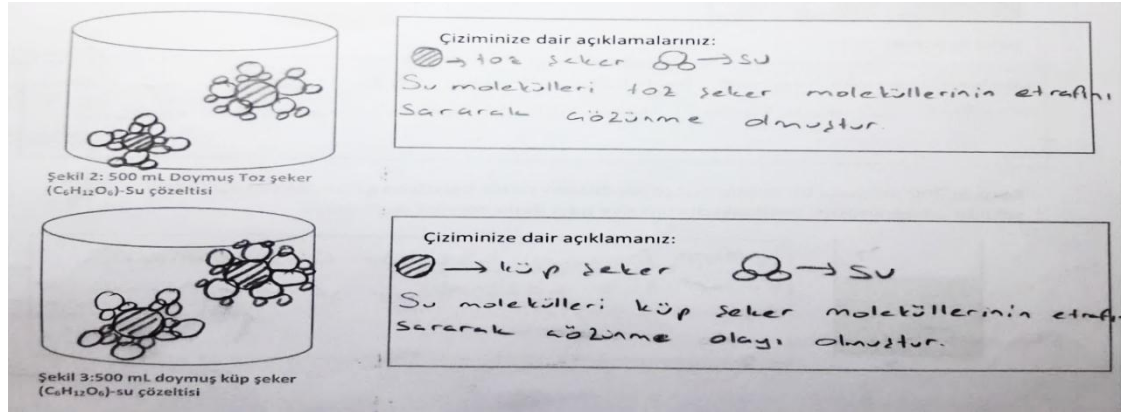 Çiziminize dair açıklamalarınız:
→ toz şeker → su
Su molekülleri toz şeker moleküllerinin etrafını
sararak çözünme olmuştur.
Şekil 2: 500 mL Doymuş Toz şeker
(C₆H₁₂O₆)-Su çözeltisi
Çiziminize dair açıklamanız:
→ küp şeker → su
Su molekülleri küp şeker moleküllerinin etrafı
sararak çözünme olayı olmuştur.
Şekil 3:500 mL doymuş küp şeker
(C₆H₁₂O₆)-su çözeltisi